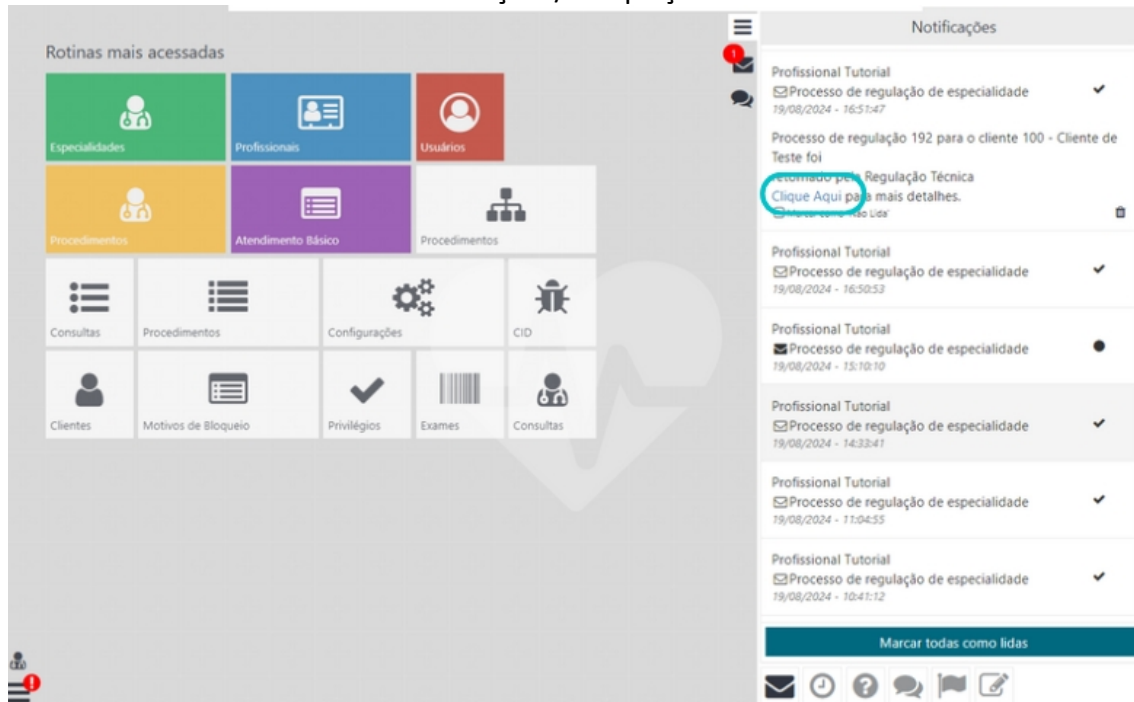 Notificações
Rotinas mais acessadas
1
Especialidades
Profissionais
Usuários
Procedimentos
Atendimento Básico
Procedimentos
Consultas
Procedimentos
Configurações
CID
Clientes
Motivos de Bloqueio
Privilégios
Exames
Consultas
Profissional Tutorial
Processo de regulação de especialidade
19/08/2024 - 16:51:47
Processo de regulação 192 para o cliente 100 - Cliente de
Teste foi
retornado pela Regulação Técnica
Clique Aqui para mais detalhes.
Marcar como 'Não Lida'
Profissional Tutorial
Processo de regulação de especialidade
19/08/2024 - 16:50:53
Profissional Tutorial
Processo de regulação de especialidade
19/08/2024 - 15:10:10
Profissional Tutorial
Processo de regulação de especialidade
19/08/2024 - 14:33:41
Profissional Tutorial
Processo de regulação de especialidade
19/08/2024 - 11:04:55
Profissional Tutorial
Processo de regulação de especialidade
19/08/2024 - 10:41:12
Marcar todas como lidas